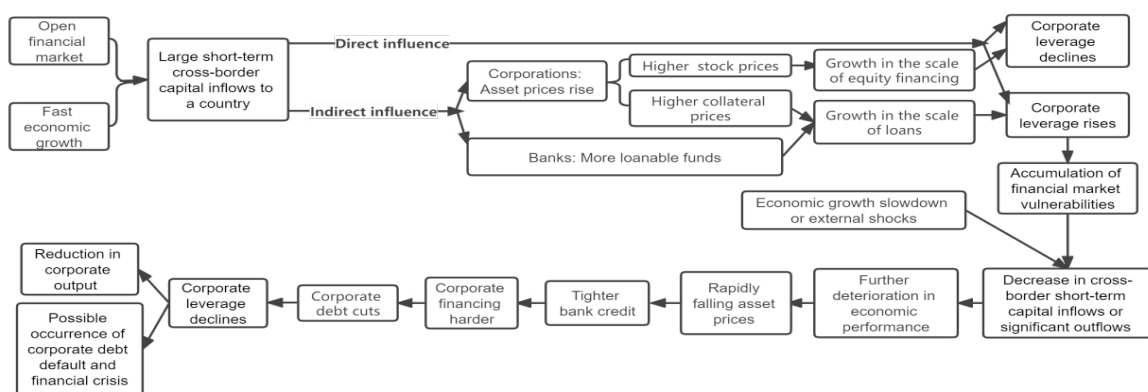 Open
financial
market
Fast
economic
growth
Large short-term
cross-border
capital inflows to
a country
Direct influence
Indirect influence
Corporations:
Asset prices rise
Banks: More loanable funds
Higher stock prices
Higher collateral
prices
Growth in the scale
of equity financing
Growth in the scale
of loans
Corporate
leverage
declines
Corporate
leverage rises
Accumulation of
financial market
vulnerabilities
Economic growth slowdown
or external shocks
Decrease in cross-
border short-term
capital inflows or
significant outflows
Further
deterioration in
economic
performance
Rapidly
falling asset
prices
Tighter
bank credit
Corporate
financing
harder
Corporate
debt cuts
Corporate
leverage
declines
Reduction in
corporate
output
Possible
occurrence of
corporate debt
default and
financial crisis